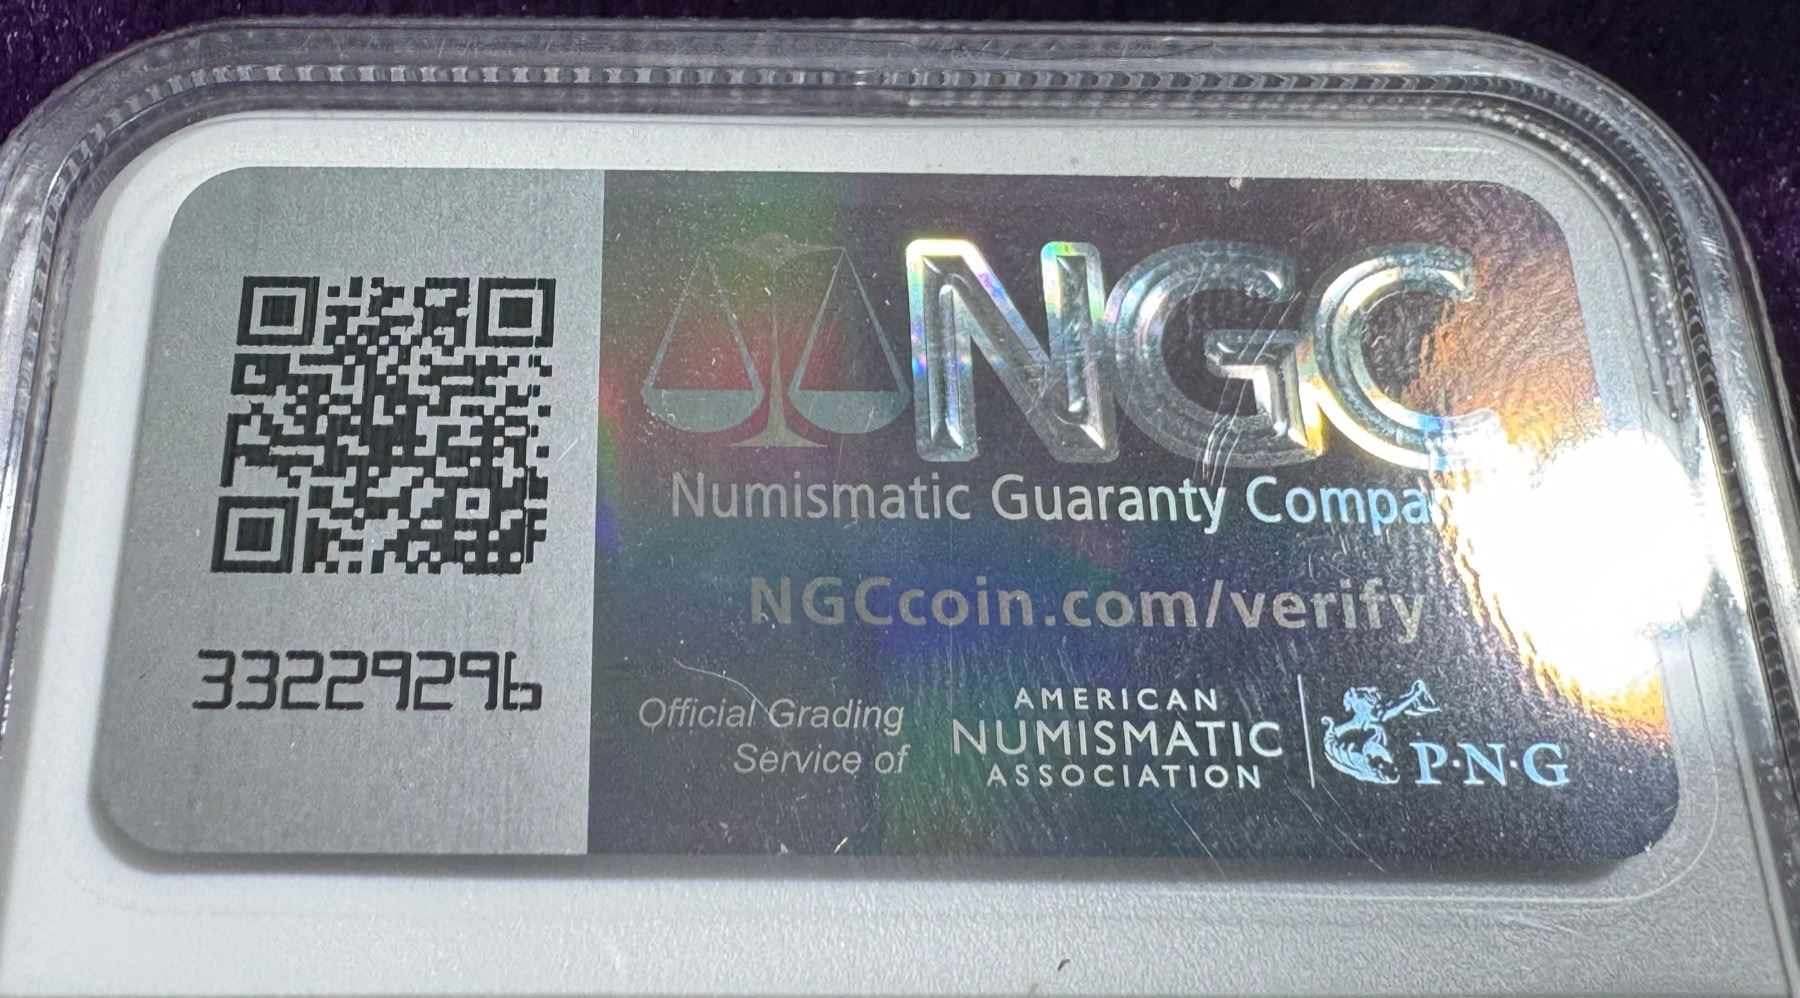 33229296
NGC
Numismatic Guaranty
NGCcoin.com/verify
Official Grading
Service of
AMERICAN
NUMISMATIC
ASSOCIATION
P·N·G